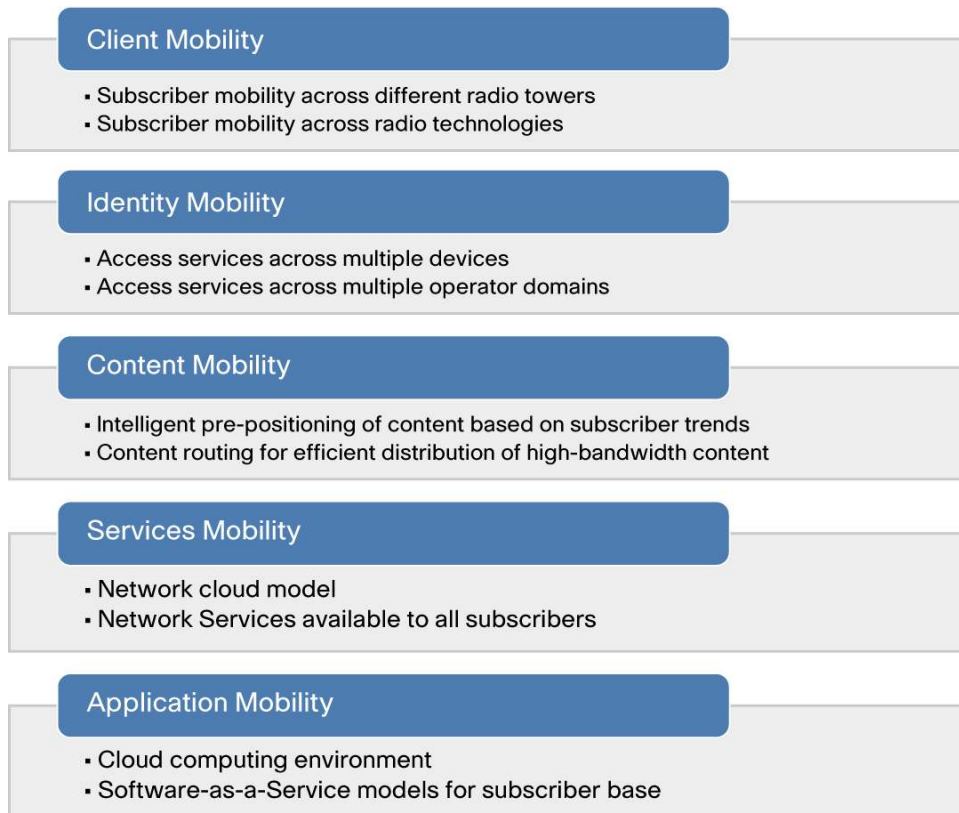 Client Mobility
▪ Subscriber mobility across different radio towers
▪ Subscriber mobility across radio technologies
Identity Mobility
▪ Access services across multiple devices
▪ Access services across multiple operator domains
Content Mobility
▪ Intelligent pre-positioning of content based on subscriber trends
▪ Content routing for efficient distribution of high-bandwidth content
Services Mobility
▪ Network cloud model
▪ Network Services available to all subscribers
Application Mobility
▪ Cloud computing environment
▪ Software-as-a-Service models for subscriber base